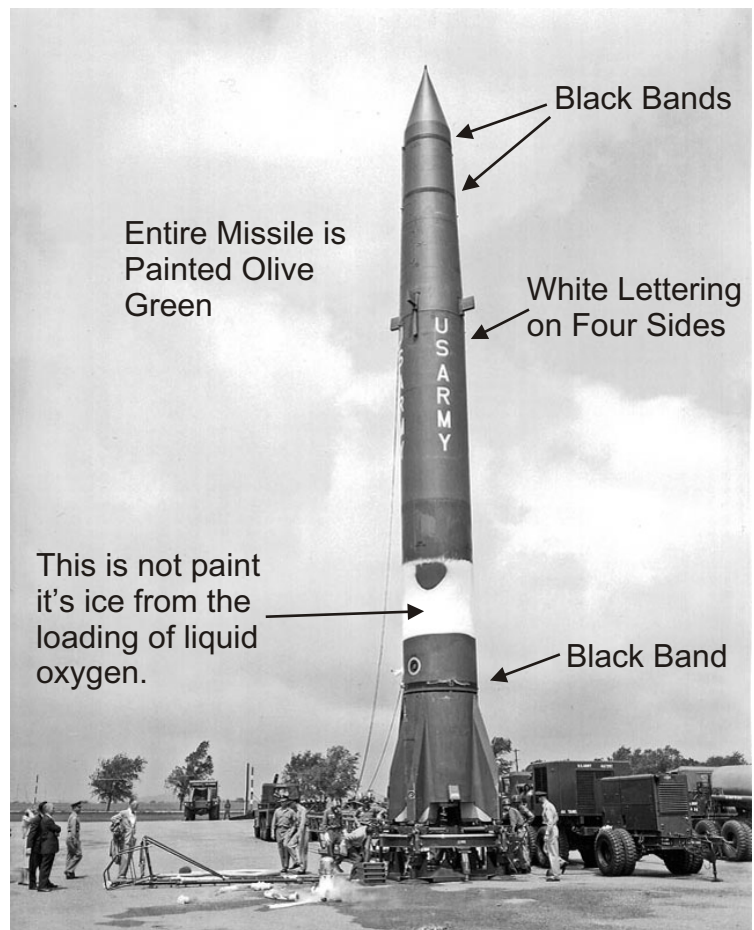 Black Bands
Entire Missile is
Painted Olive
Green
White Lettering
on Four Sides
U S A R M Y
U S A R M Y
This is not paint
it's ice from the
loading of liquid
oxygen.
Black Band